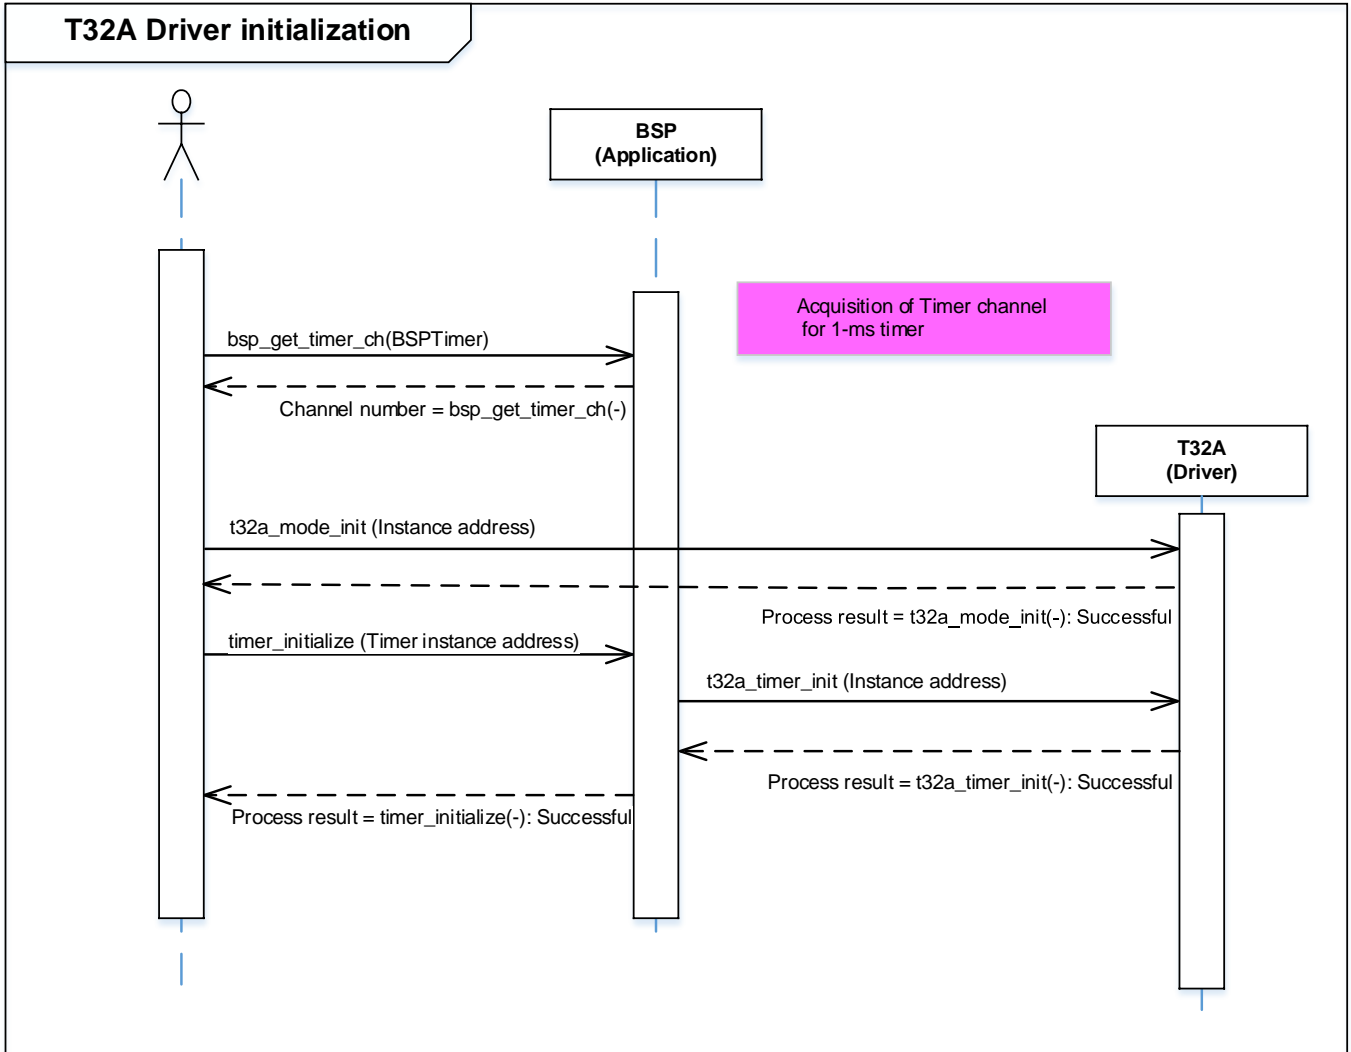 T32A Driver initialization
BSP
(Application)
Acquisition of Timer channel
for 1-ms timer
bsp_get_timer_ch(BSPTimer)
Channel number = bsp_get_timer_ch(-)
T32A
(Driver)
t32a_mode_init (Instance address)
Process result = t32a_mode_init(-): Successful
timer_initialize (Timer instance address)
t32a_timer_init (Instance address)
Process result = t32a_timer_init(-): Successful
Process result = timer_initialize(-): Successful